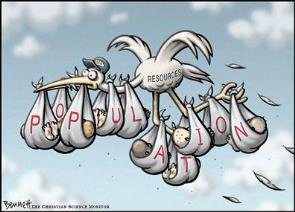 RESOURCES
POPULATION
Bennett
THE CHRISTIAN SCIENCE MONITOR